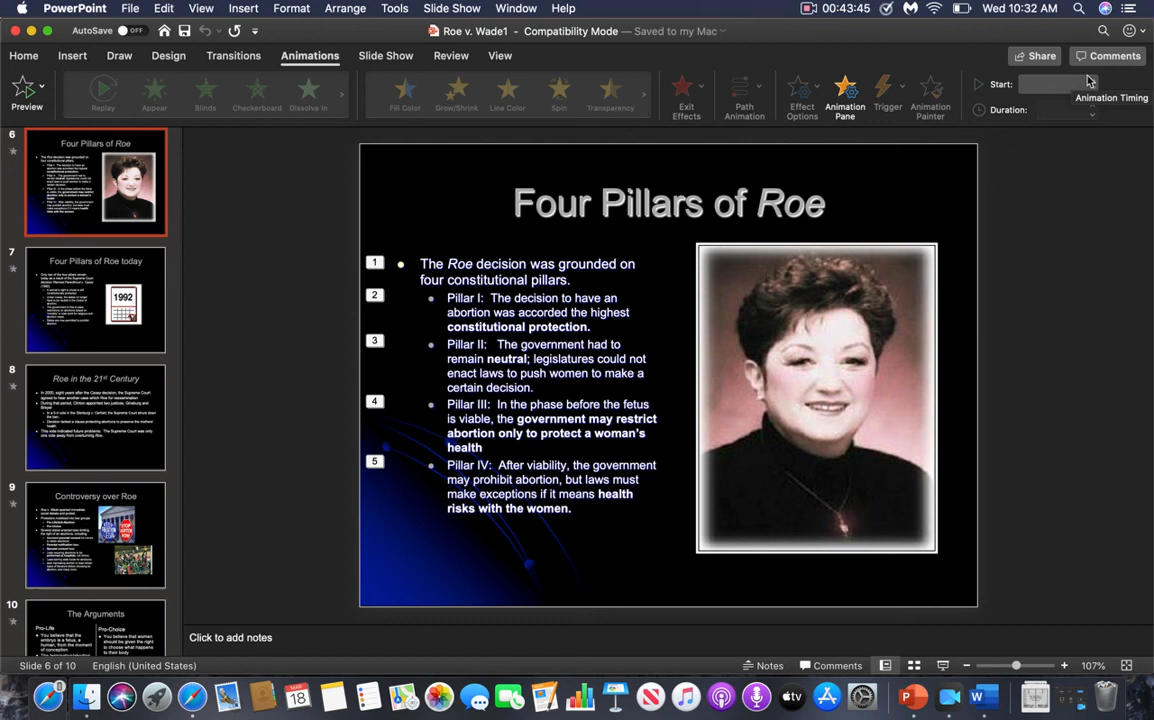 PowerPoint File Edit View Insert Format Arrange Tools Slide Show Window Help 00:43:45 Wed 10:32 AM
AutoSave OFF Roe v. Wade1 - Compatibility Mode — Saved to my Mac
Home Insert Draw Design Transitions Animations Slide Show Review View Share Comments
Preview Replay Appear Blinds Checkerboard Dissolve In Fill Color Grow/Shrink Line Color Spin Transparency Exit Effects Path Animation Effect Options Animation Pane Trigger Animation Painter Start:
Animation Timing
Duration:
6
Four Pillars of Roe
7
Four Pillars of Roe today
1992
8
Roe in the 21st Century
9
Controversy over Roe
10
The Arguments
Pro-Life
Pro-Choice
Four Pillars of Roe
1 • The Roe decision was grounded on
four constitutional pillars.
2 • Pillar I: The decision to have an
abortion was accorded the highest
constitutional protection.
3 • Pillar II: The government had to
remain neutral; legislatures could not
enact laws to push women to make a
certain decision.
4 • Pillar III: In the phase before the fetus
is viable, the government may restrict
abortion only to protect a woman's
health
5 • Pillar IV: After viability, the government
may prohibit abortion, but laws must
make exceptions if it means health
risks with the women.
Click to add notes
Slide 6 of 10 English (United States) Notes Comments 107%
MAR
18
tv